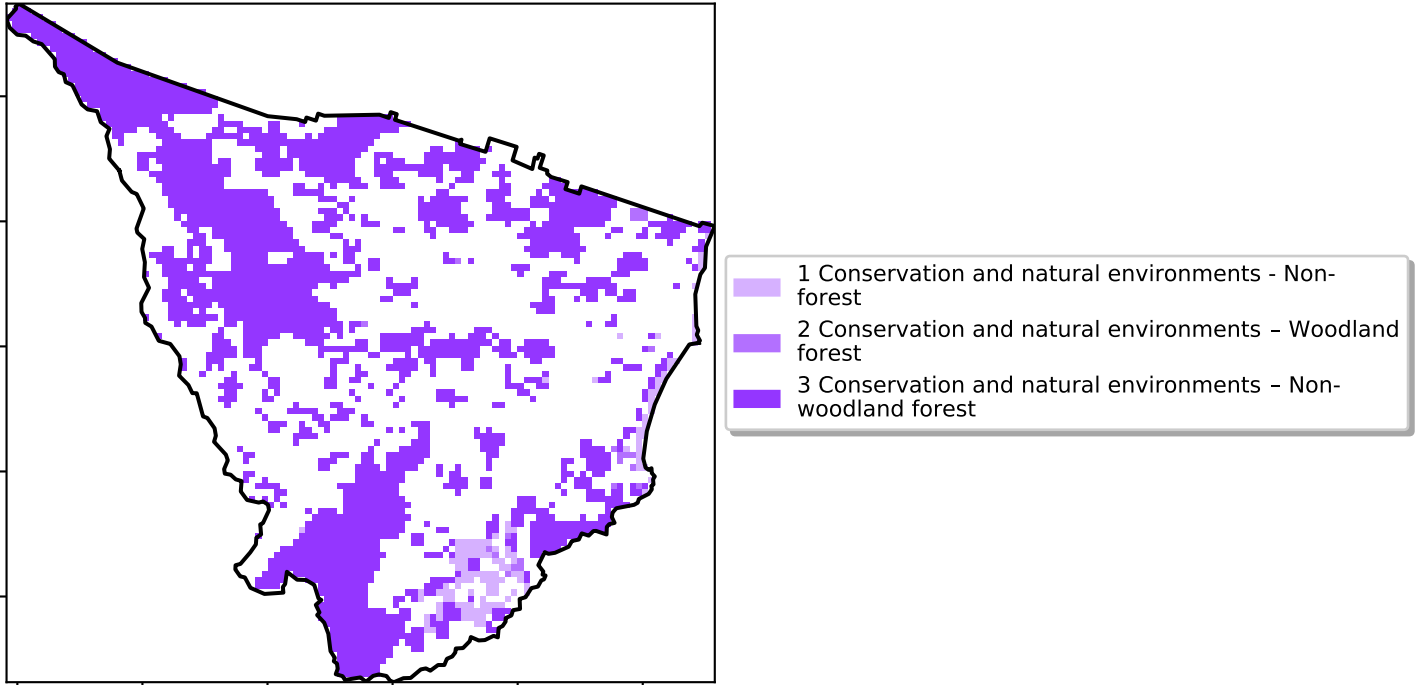 1 Conservation and natural environments - Non-
forest
2 Conservation and natural environments – Woodland
forest
3 Conservation and natural environments – Non-
woodland forest